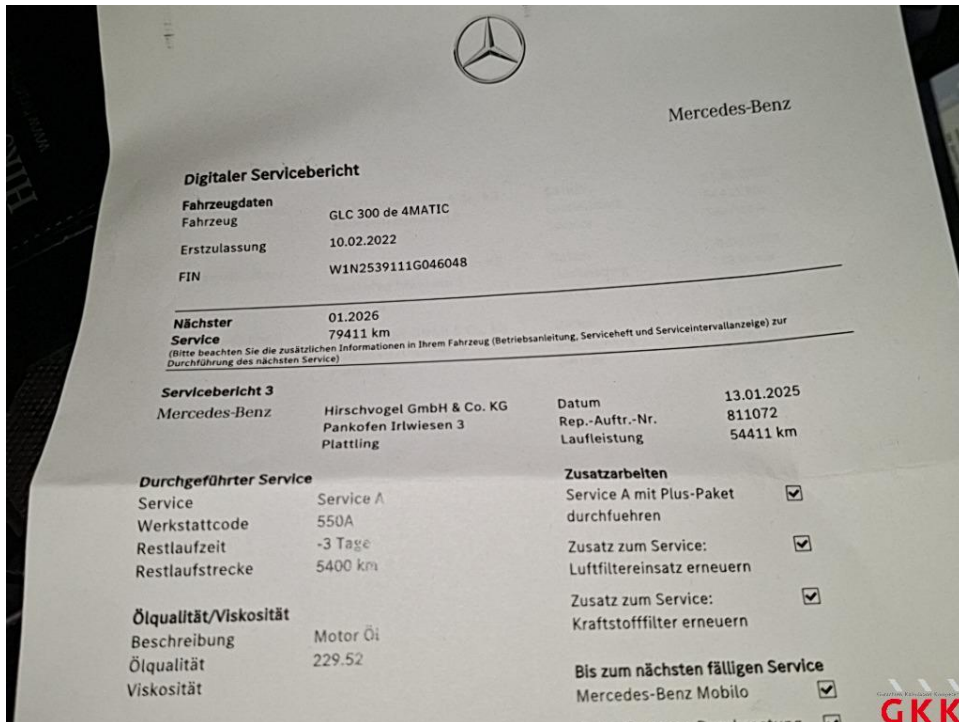 Mercedes-Benz
Digitaler Servicebericht
Fahrzeugdaten
Fahrzeug GLC 300 de 4MATIC
Erstzulassung 10.02.2022
FIN W1N2539111G046048
Nächster 01.2026
Service 79411 km
(Bitte beachten Sie die zusätzlichen Informationen in Ihrem Fahrzeug (Betriebsanleitung, Serviceheft und Serviceintervallanzeige) zur
Durchführung des nächsten Service)
Servicebericht 3
Mercedes-Benz
Hirschvogel GmbH & Co. KG
Pankofen Irlwiesen 3
Plattling
Datum 13.01.2025
Rep.-Auftr.-Nr. 811072
Laufleistung 54411 km
Durchgeführter Service
Service Service A
Werkstattcode 550A
Restlaufzeit -3 Tage
Restlaufstrecke 5400 km
Ölqualität/Viskosität
Beschreibung Motor Öl
Ölqualität 229.52
Viskosität
Zusatzarbeiten
Service A mit Plus-Paket
durchfuehren
Zusatz zum Service:
Luftfiltereinsatz erneuern
Zusatz zum Service:
Kraftstofffilter erneuern
Bis zum nächsten fälligen Service
Mercedes-Benz Mobilo
GKK